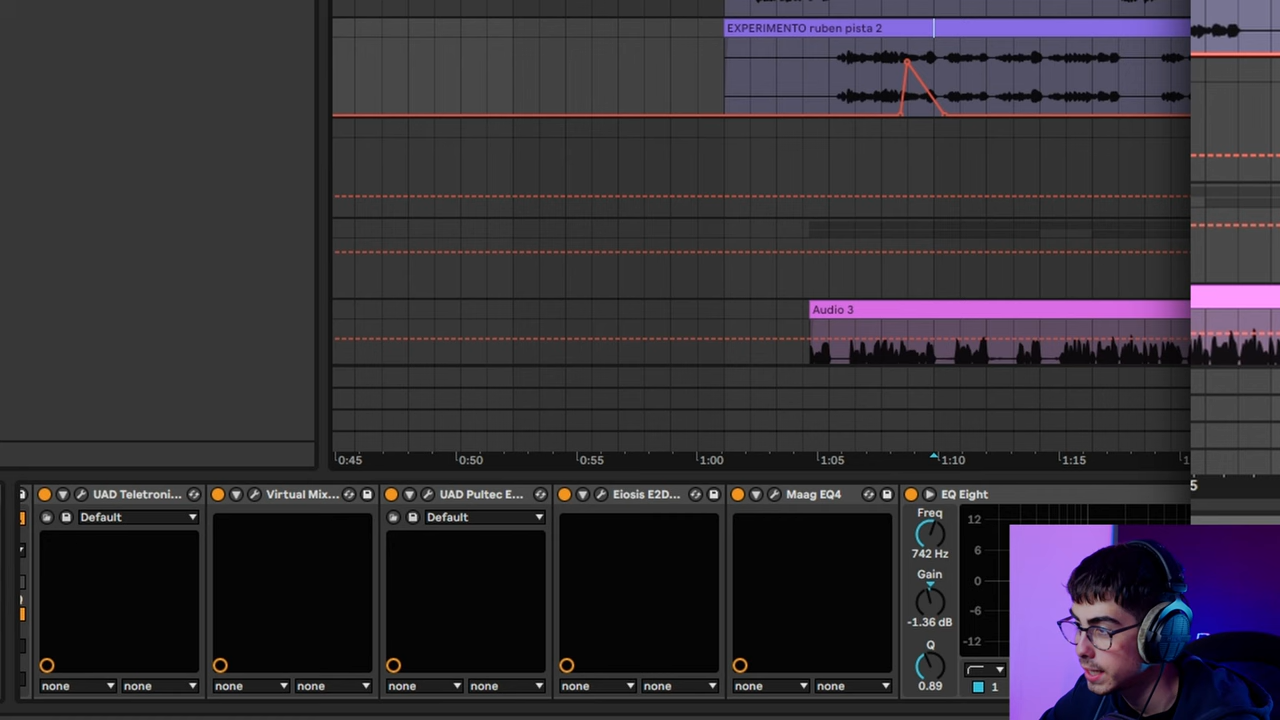 EXPERIMENTO ruben pista 2
Audio 3
0:45 0:50 0:55 1:00 1:05 1:10 1:15
UAD Teletroni... Virtual Mix... UAD Pultec E... Eiosis E2D... Maag EQ4 EQ Eight
Default Default
Freq
742 Hz
Gain
-1.36 dB
Q
0.89
12
6
0
-6
-12
none none none none none none none none none none
1